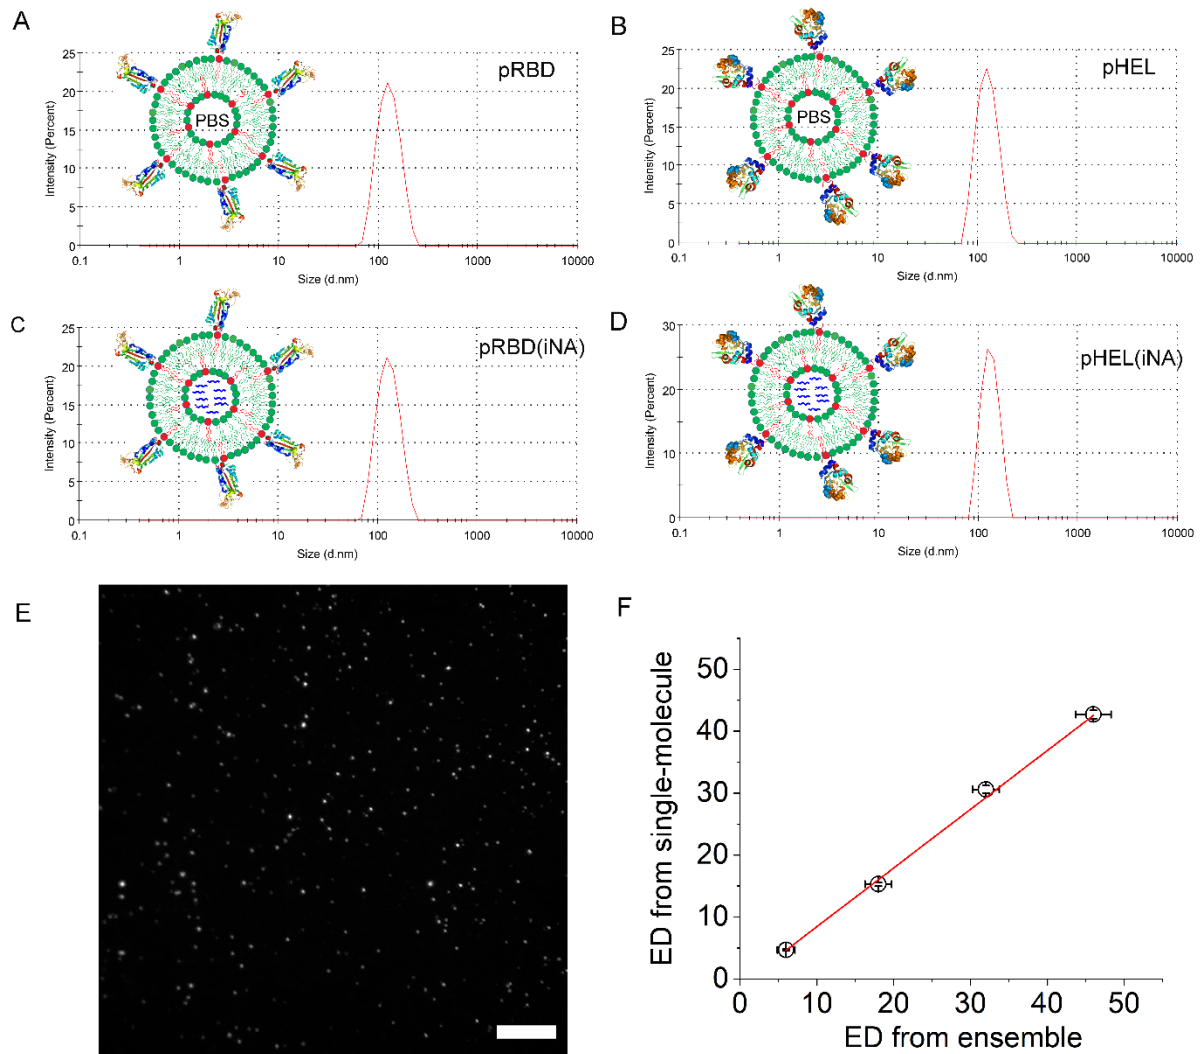 A
pRBD
PBS
Intensity (Percent)
25
20
15
10
5
0
0.1 1 10 100 1000 10000
Size (d.nm)
B
pHEL
PBS
Intensity (Percent)
25
20
15
10
5
0
0.1 1 10 100 1000 10000
Size (d.nm)
C
pRBD(iNA)
Intensity (Percent)
25
20
15
10
5
0
0.1 1 10 100 1000 10000
Size (d.nm)
D
pHEL(iNA)
Intensity (Percent)
30
20
10
0
0.1 1 10 100 1000 10000
Size (d.nm)
E
F
ED from single-molecule
50
40
30
20
10
0
0 10 20 30 40 50
ED from ensemble